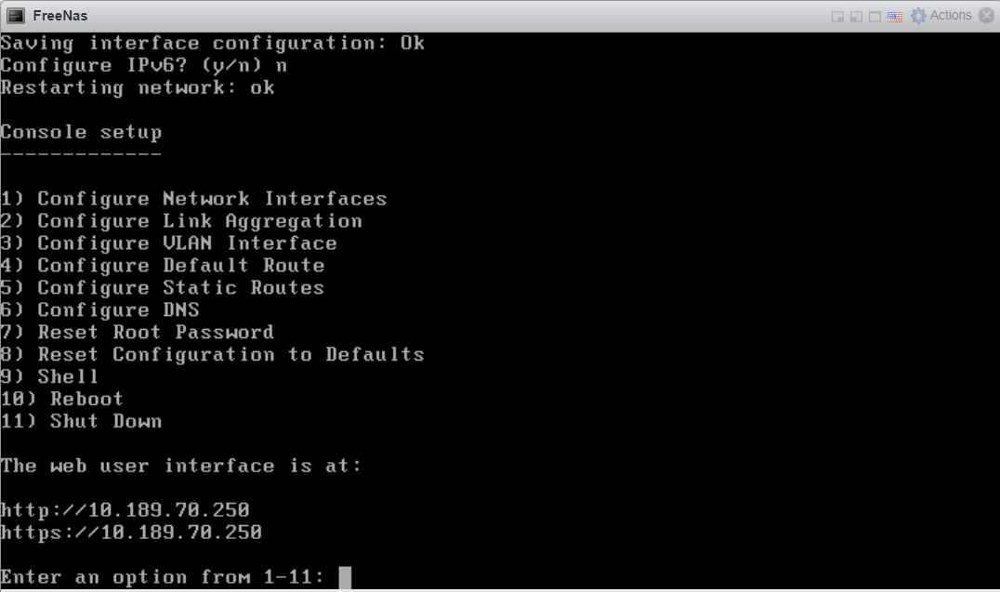 FreeNas
Actions
Saving interface configuration: Ok
Configure IPv6? (y/n) n
Restarting network: ok
Console setup
-------------
1) Configure Network Interfaces
2) Configure Link Aggregation
3) Configure VLAN Interface
4) Configure Default Route
5) Configure Static Routes
6) Configure DNS
7) Reset Root Password
8) Reset Configuration to Defaults
9) Shell
10) Reboot
11) Shut Down
The web user interface is at:
http://10.189.70.250
https://10.189.70.250
Enter an option from 1-11: